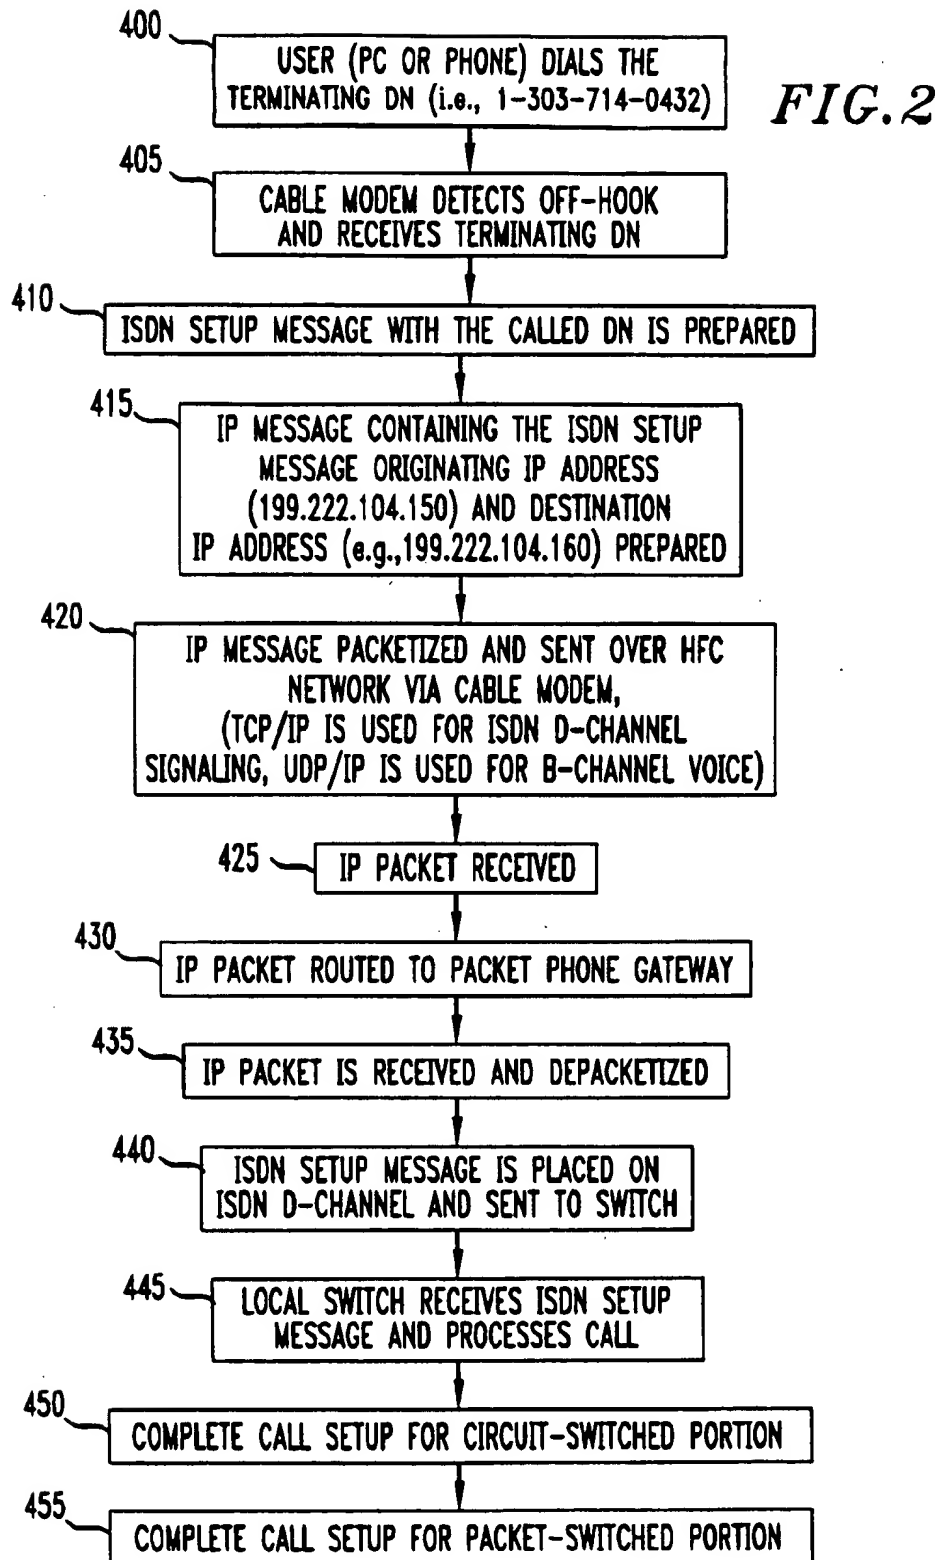 400
USER (PC OR PHONE) DIALS THE
TERMINATING DN (i.e., 1-303-714-0432)
FIG.2
405
CABLE MODEM DETECTS OFF-HOOK
AND RECEIVES TERMINATING DN
410
ISDN SETUP MESSAGE WITH THE CALLED DN IS PREPARED
415
IP MESSAGE CONTAINING THE ISDN SETUP
MESSAGE ORIGINATING IP ADDRESS
(199.222.104.150) AND DESTINATION
IP ADDRESS (e.g.,199.222.104.160) PREPARED
420
IP MESSAGE PACKETIZED AND SENT OVER HFC
NETWORK VIA CABLE MODEM,
(TCP/IP IS USED FOR ISDN D-CHANNEL
SIGNALING, UDP/IP IS USED FOR B-CHANNEL VOICE)
425
IP PACKET RECEIVED
430
IP PACKET ROUTED TO PACKET PHONE GATEWAY
435
IP PACKET IS RECEIVED AND DEPACKETIZED
440
ISDN SETUP MESSAGE IS PLACED ON
ISDN D-CHANNEL AND SENT TO SWITCH
445
LOCAL SWITCH RECEIVES ISDN SETUP
MESSAGE AND PROCESSES CALL
450
COMPLETE CALL SETUP FOR CIRCUIT-SWITCHED PORTION
455
COMPLETE CALL SETUP FOR PACKET-SWITCHED PORTION